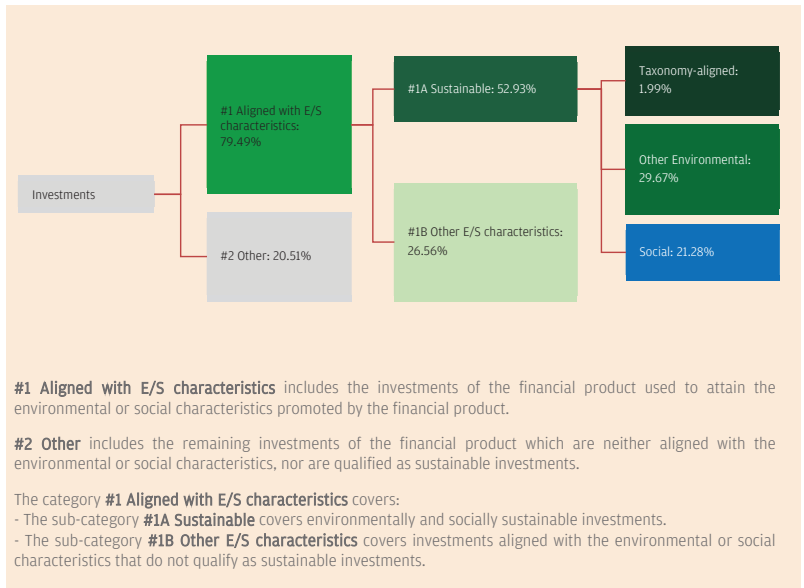 Investments
#1 Aligned with E/S
characteristics:
79.49%
#2 Other: 20.51%
#1A Sustainable: 52.93%
#1B Other E/S characteristics:
26.56%
Taxonomy-aligned:
1.99%
Other Environmental:
29.67%
Social: 21.28%
#1 Aligned with E/S characteristics includes the investments of the financial product used to attain the
environmental or social characteristics promoted by the financial product.
#2 Other includes the remaining investments of the financial product which are neither aligned with the
environmental or social characteristics, nor are qualified as sustainable investments.
The category #1 Aligned with E/S characteristics covers:
- The sub-category #1A Sustainable covers environmentally and socially sustainable investments.
- The sub-category #1B Other E/S characteristics covers investments aligned with the environmental or social
characteristics that do not qualify as sustainable investments.